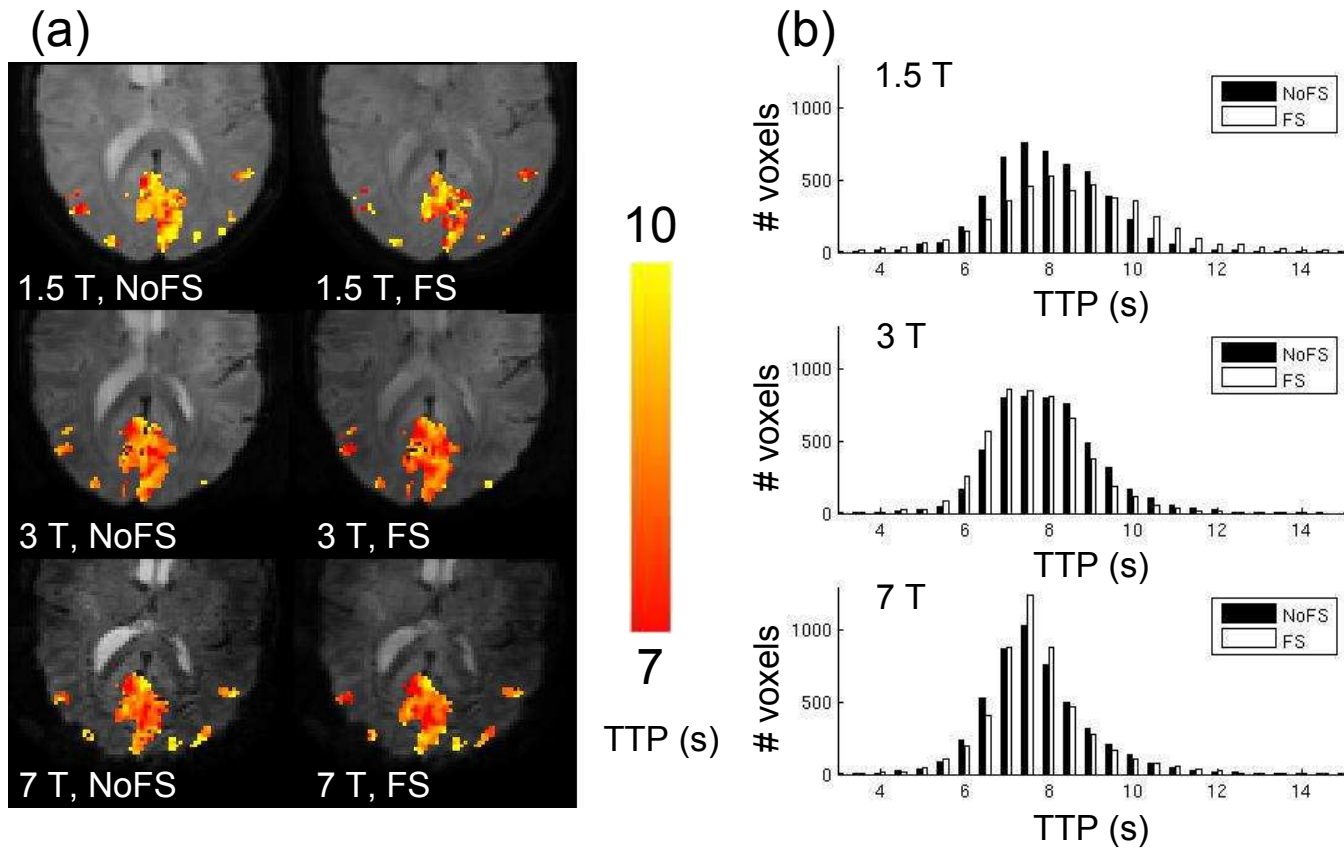 (a)
1.5 T, NoFS
1.5 T, FS
3 T, NoFS
3 T, FS
7 T, NoFS
7 T, FS
10
7
TTP (s)
(b)
1.5 T
NoFS
FS
# voxels
1000
500
0
4 6 8 10 12 14
TTP (s)
3 T
NoFS
FS
# voxels
1000
500
0
4 6 8 10 12 14
TTP (s)
7 T
NoFS
FS
# voxels
1000
500
0
4 6 8 10 12 14
TTP (s)